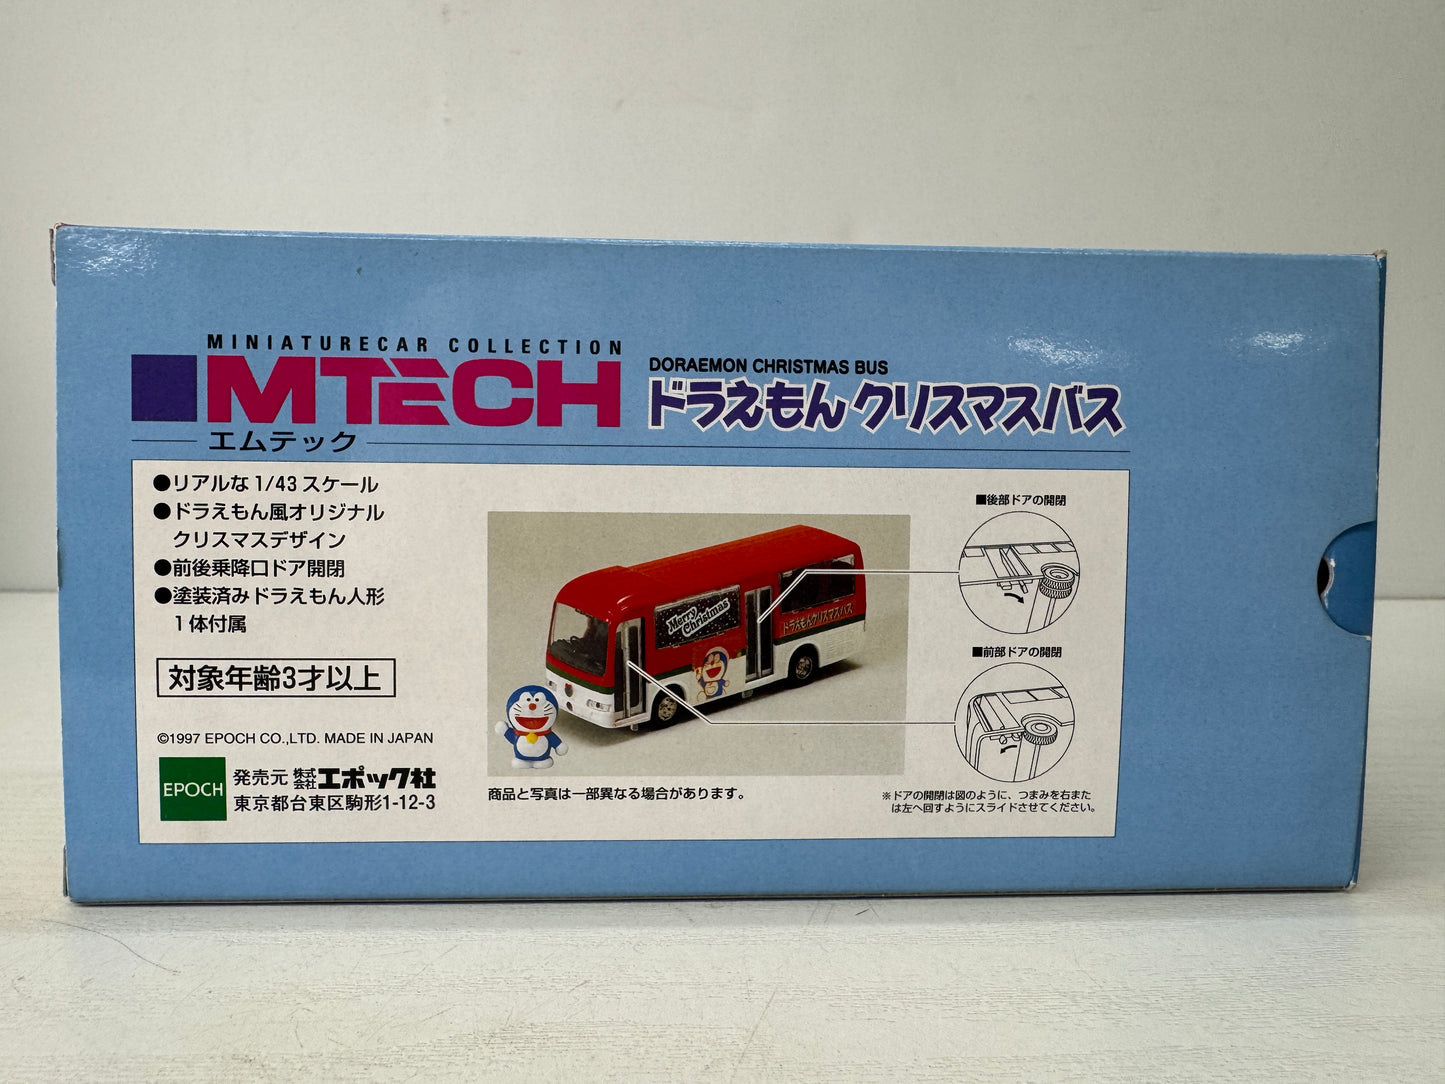 MINIATURECAR COLLECTION
MTECH
エムテック
DORAEMON CHRISTMAS BUS
ドラえもんクリスマスバス
●リアルな1/43スケール
●ドラえもん風オリジナル
クリスマスデザイン
●前後乗降口ドア開閉
●塗装済みドラえもん人形
1体付属
対象年齢3才以上
©1997 EPOCH CO.,LTD. MADE IN JAPAN
EPOCH
発売元 株式会社エポック社
東京都台東区駒形1-12-3
Merry
Christmas
ドラえもんクリスマスバス
商品と写真は一部異なる場合があります。
■後部ドアの開閉
■前部ドアの開閉
※ドアの開閉は図のように、つまみを右また
は左へ回すようにスライドさせてください。